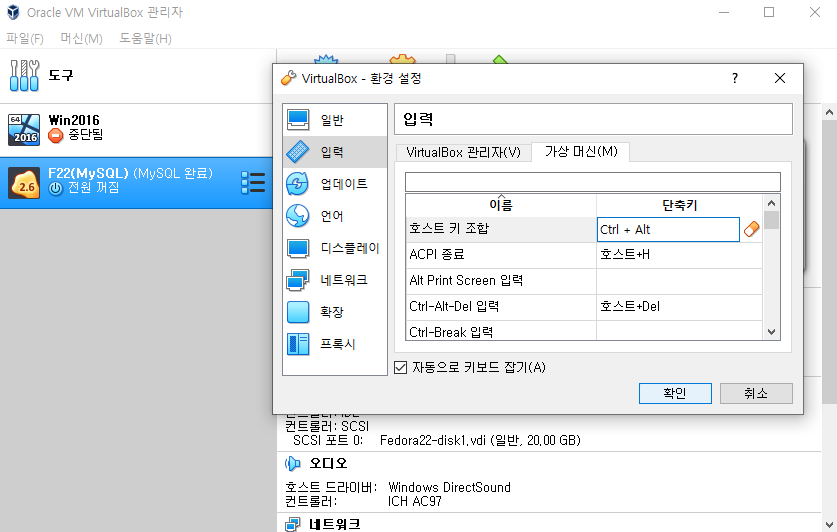 Oracle VM VirtualBox 관리자
파일(F) 머신(M) 도움말(H)
도구
64
2016
Win2016
중단됨
2.6
F22(MySQL) (MySQL 완료)
전원 꺼짐
VirtualBox - 환경 설정
?
일반
입력
업데이트
언어
디스플레이
네트워크
확장
프록시
입력
VirtualBox 관리자(V) 가상 머신(M)
이름 단축키
호스트 키 조합 Ctrl + Alt
ACPI 종료 호스트+H
Alt Print Screen 입력
Ctrl-Alt-Del 입력 호스트+Del
Ctrl-Break 입력
자동으로 키보드 잡기(A)
확인 취소
컨트롤러: SCSI
SCSI 포트 0: Fedora22-disk1.vdi (일반, 20.00 GB)
오디오
호스트 드라이버: Windows DirectSound
컨트롤러: ICH AC97
네트워크